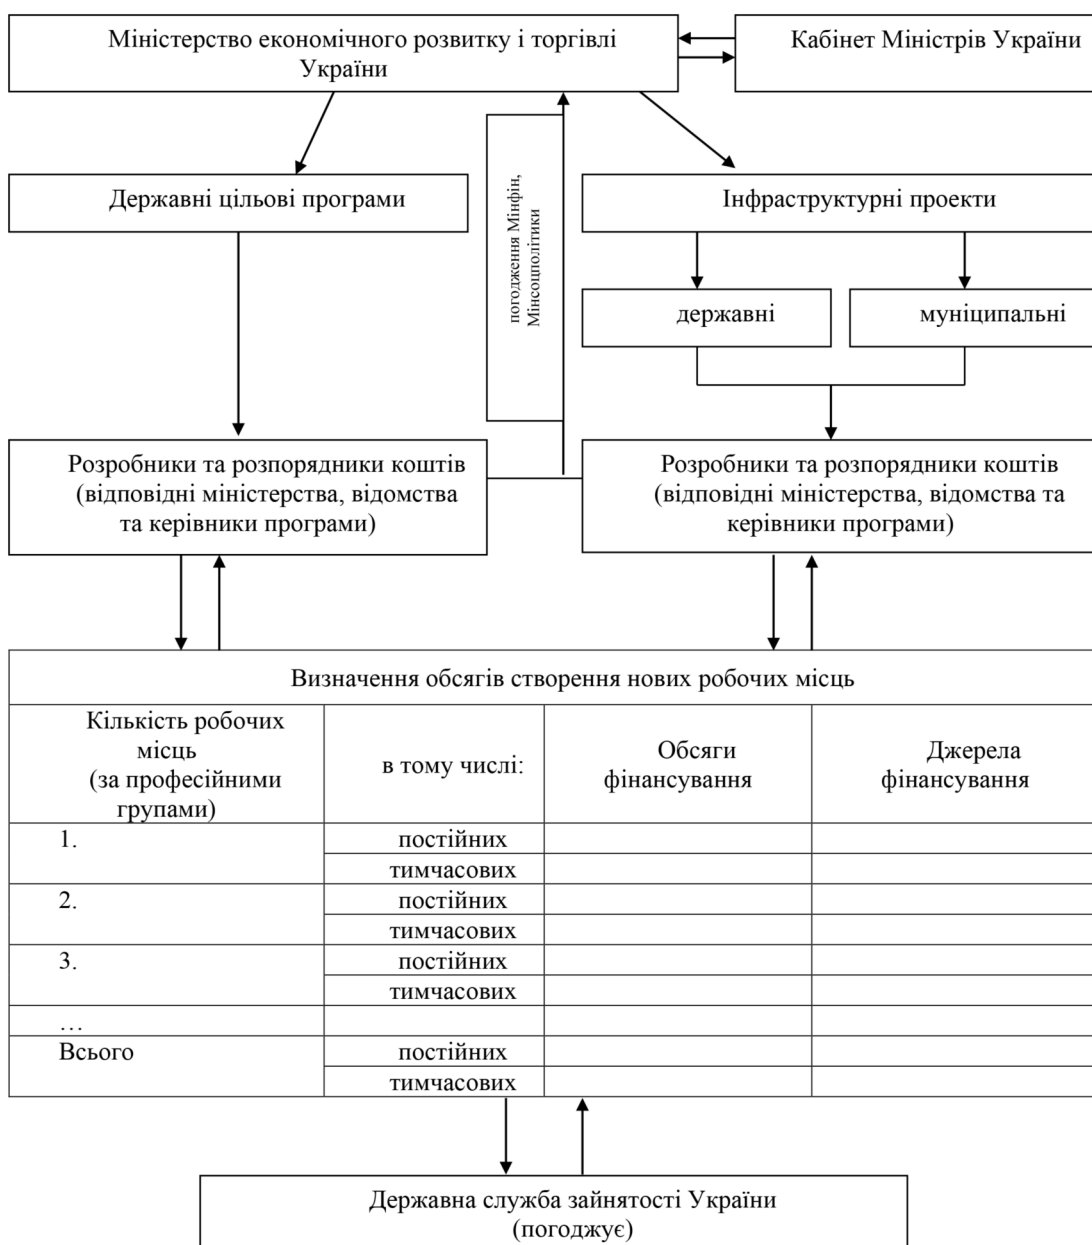 Міністерство економічного розвитку і торгівлі
України
Кабінет Міністрів України
погодження Мінфін,
Мінсоцполітики
Державні цільові програми
Інфраструктурні проекти
державні
муніципальні
Розробники та розпорядники коштів
(відповідні міністерства, відомства
та керівники програми)
Розробники та розпорядники коштів
(відповідні міністерства, відомства та
керівники програми)
Визначення обсягів створення нових робочих місць
Кількість робочих
місць
(за професійними
групами)
в тому числі:
Обсяги
фінансування
Джерела
фінансування
1.
постійних
тимчасових
2.
постійних
тимчасових
3.
постійних
тимчасових
…
Всього
постійних
тимчасових
Державна служба зайнятості України
(погоджує)